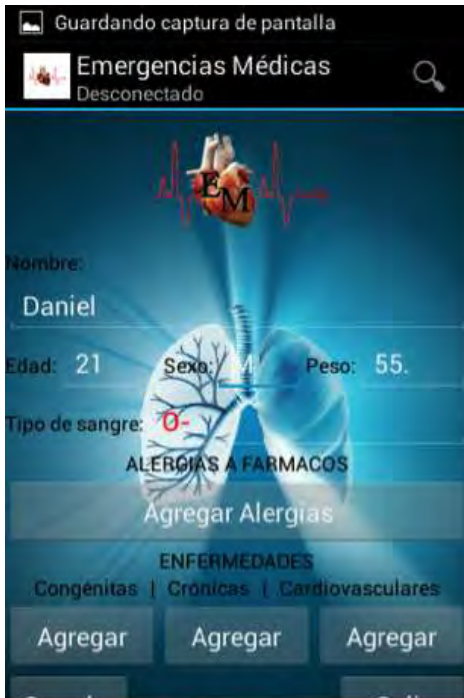 Guardando captura de pantalla
Emergencias Médicas
Desconectado
EM
Nombre:
Daniel
Edad: 21 Sexo: M Peso: 55.
Tipo de sangre: O-
ALERGIAS A FARMACOS
Agregar Alergias
ENFERMEDADES
Congénitas | Crónicas | Cardiovasculares
Agregar Agregar Agregar